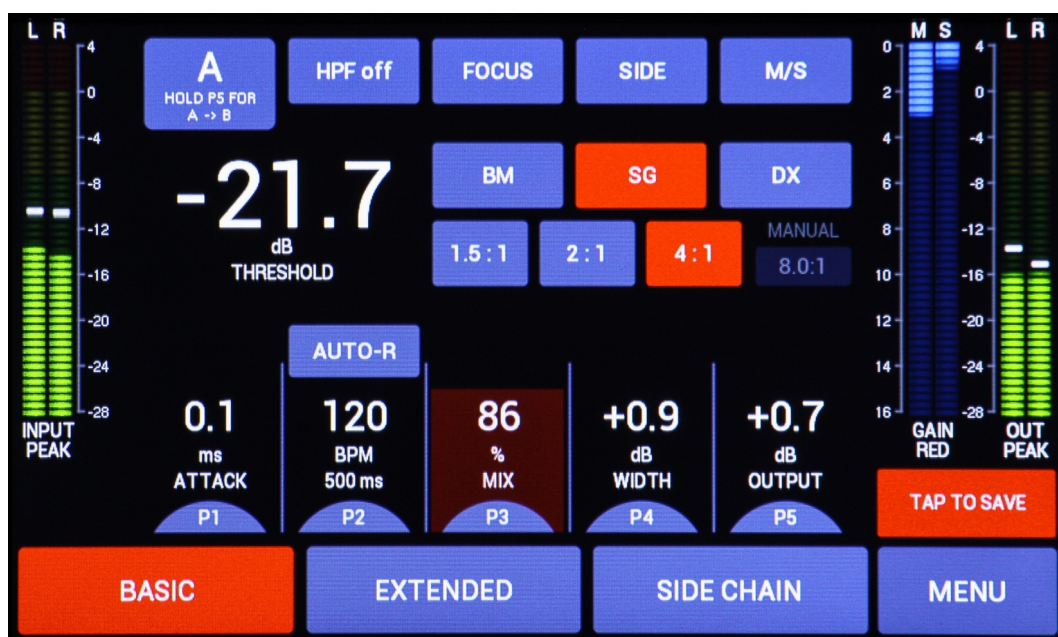 L R
M S
L R
4
0
-4
-8
-12
-16
-20
-24
-28
INPUT
PEAK
A
HOLD P5 FOR
A -> B
HPF off
FOCUS
SIDE
M/S
-21.7
dB
THRESHOLD
BM
SG
DX
1.5 : 1
2 : 1
4 : 1
MANUAL
8.0:1
AUTO-R
0.1
ms
ATTACK
P1
120
BPM
500 ms
P2
86
%
MIX
P3
+0.9
dB
WIDTH
P4
+0.7
dB
OUTPUT
P5
0
2
4
6
8
10
12
14
16
GAIN
RED
4
0
-4
-8
-12
-16
-20
-24
-28
OUT
PEAK
TAP TO SAVE
BASIC
EXTENDED
SIDE CHAIN
MENU